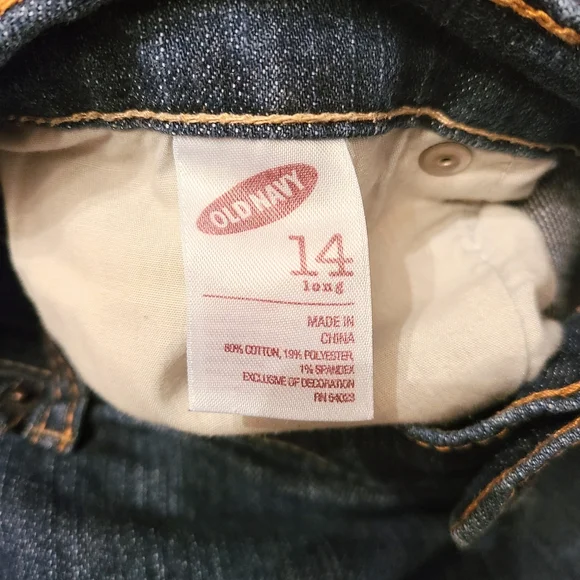 OLD NAVY
14
long
MADE IN
CHINA
80% COTTON, 19% POLYESTER,
1% SPANDEX
EXCLUSIVE OF DECORATION
RN 54023